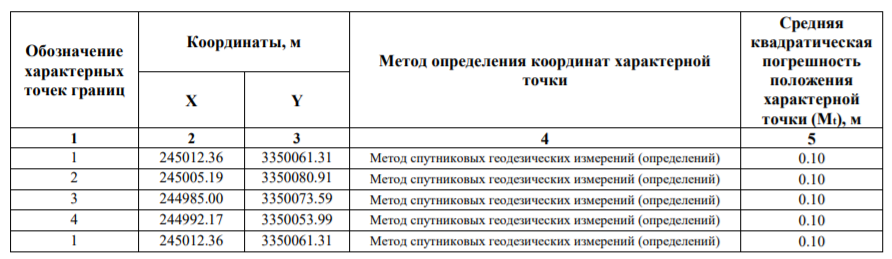 Обозначение характерных точек границ
Координаты, м
Метод определения координат характерной точки
Средняя квадратическая погрешность положения характерной точки (Mt), м
X
Y
1 2 3 4 5
1 245012.36 3350061.31 Метод спутниковых геодезических измерений (определений) 0.10
2 245005.19 3350080.91 Метод спутниковых геодезических измерений (определений) 0.10
3 244985.00 3350073.59 Метод спутниковых геодезических измерений (определений) 0.10
4 244992.17 3350053.99 Метод спутниковых геодезических измерений (определений) 0.10
1 245012.36 3350061.31 Метод спутниковых геодезических измерений (определений) 0.10